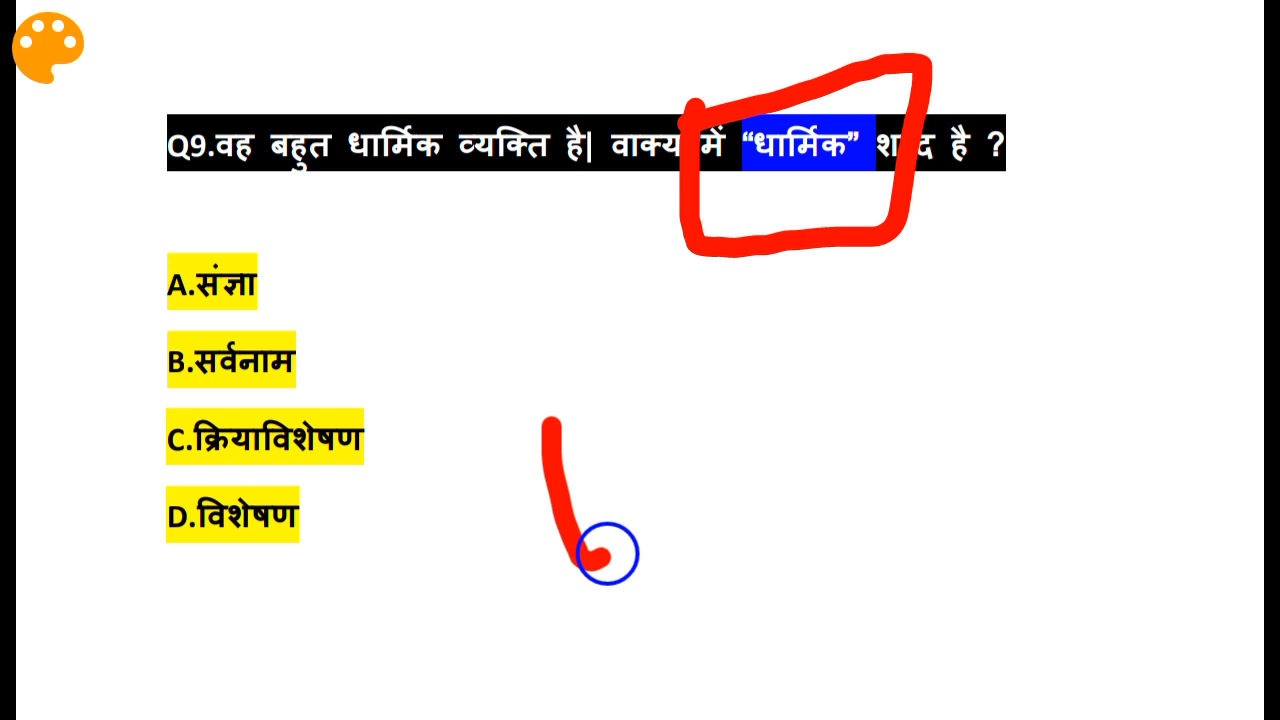 Q9.वह बहुत धार्मिक व्यक्ति है| वाक्य में “धार्मिक” शब्द है ?
A.संज्ञा
B.सर्वनाम
C.क्रियाविशेषण
D.विशेषण